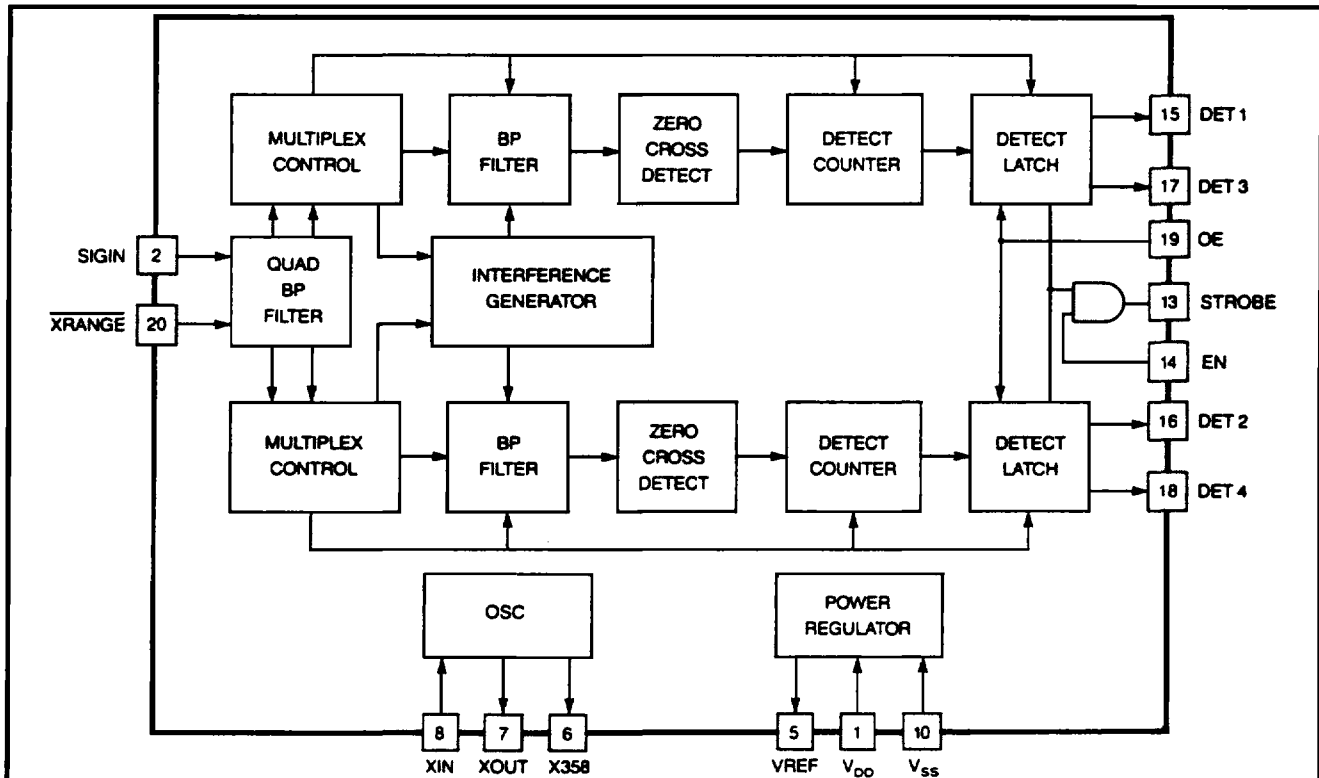 MULTIPLEX
CONTROL
BP
FILTER
ZERO
CROSS
DETECT
DETECT
COUNTER
DETECT
LATCH
15 DET 1
17 DET 3
SIGIN 2
XRANGE 20
QUAD
BP
FILTER
INTERFERENCE
GENERATOR
19 OE
13 STROBE
14 EN
MULTIPLEX
CONTROL
BP
FILTER
ZERO
CROSS
DETECT
DETECT
COUNTER
DETECT
LATCH
16 DET 2
18 DET 4
OSC
POWER
REGULATOR
8 7 6 5 1 10
XIN XOUT X358 VREF VDD VSS